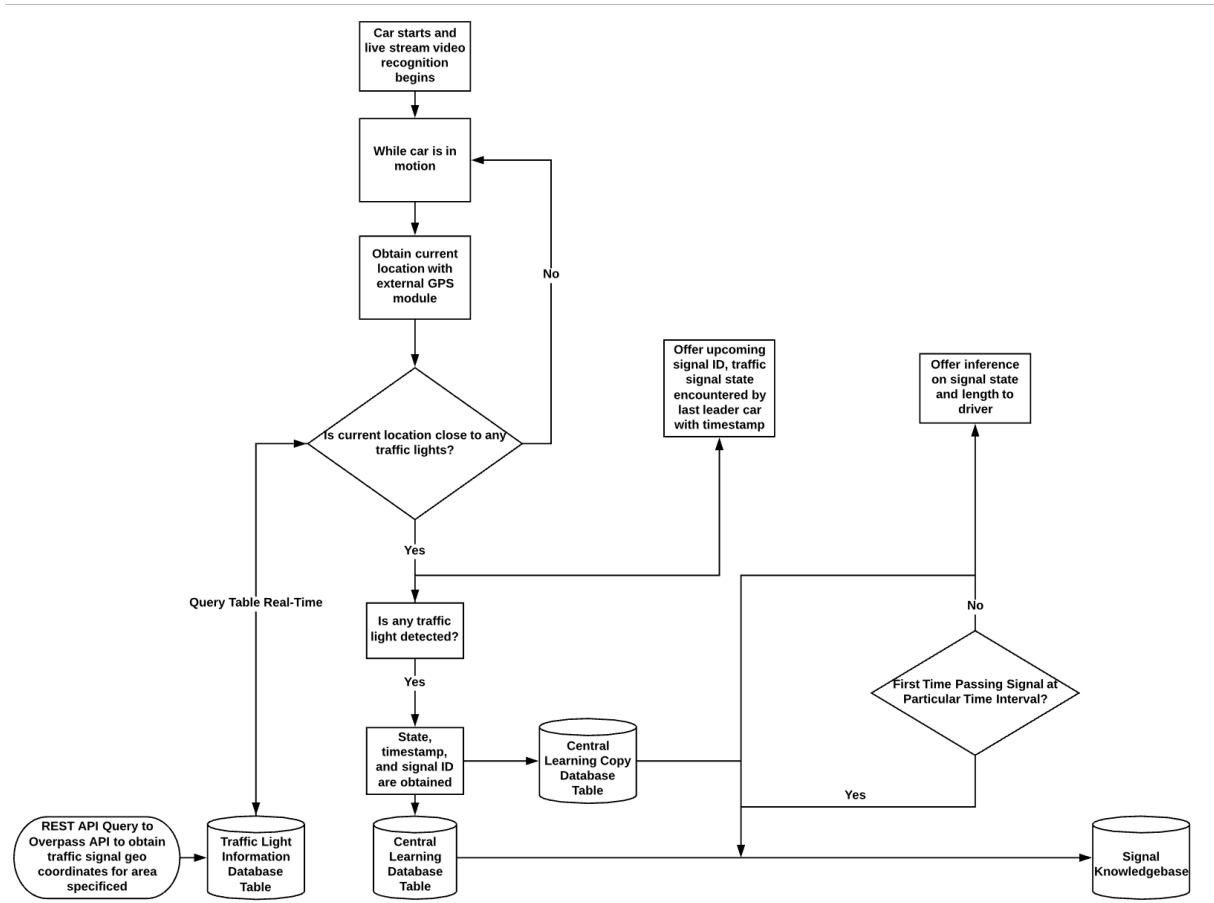 Car starts and
live stream video
recognition
begins
While car is in
motion
Obtain current
location with
external GPS
module
No
Offer upcoming
signal ID, traffic
signal state
encountered by
last leader car
with timestamp
Offer inference
on signal state
and length to
driver
Is current location close to any
traffic lights?
Yes
Query Table Real-Time
Is any traffic
light detected?
No
First Time Passing Signal at
Particular Time Interval?
Yes
State,
timestamp,
and signal ID
are obtained
Central
Learning Copy
Database
Table
Yes
REST API Query to
Overpass API to obtain
traffic signal geo
coordinates for area
specificed
Traffic Light
Information
Database
Table
Central
Learning
Database
Table
Signal
Knowledgebase